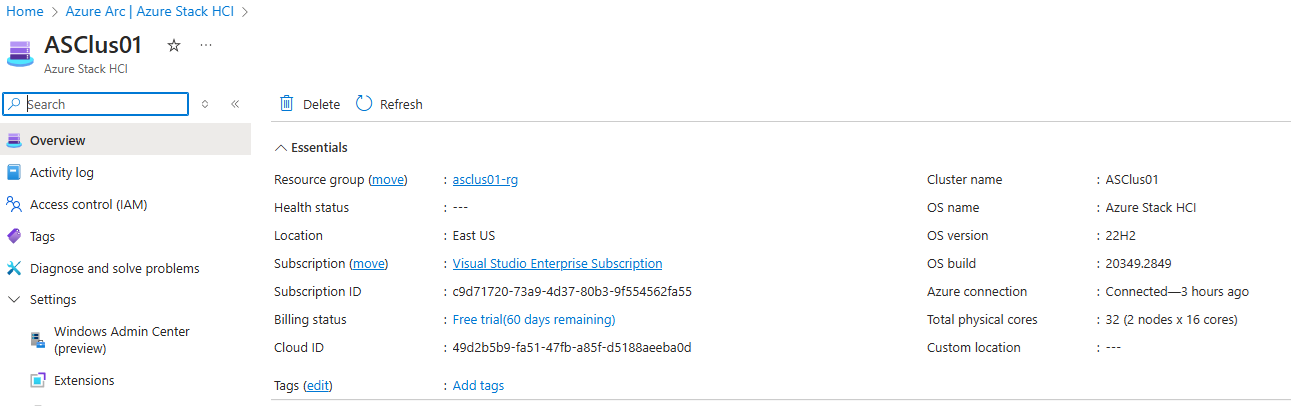 Home > Azure Arc | Azure Stack HCI >
ASClus01
Azure Stack HCI
Search
Delete
Refresh
Overview
Activity log
Access control (IAM)
Tags
Diagnose and solve problems
Settings
Windows Admin Center
(preview)
Extensions
Essentials
Resource group (move) : asclus01-rg
Health status : ---
Location : East US
Subscription (move) : Visual Studio Enterprise Subscription
Subscription ID : c9d71720-73a9-4d37-80b3-9f554562fa55
Billing status : Free trial(60 days remaining)
Cloud ID : 49d2b5b9-fa51-47fb-a85f-d5188aeeba0d
Tags (edit) : Add tags
Cluster name : ASClus01
OS name : Azure Stack HCI
OS version : 22H2
OS build : 20349.2849
Azure connection : Connected—3 hours ago
Total physical cores : 32 (2 nodes x 16 cores)
Custom location : ---